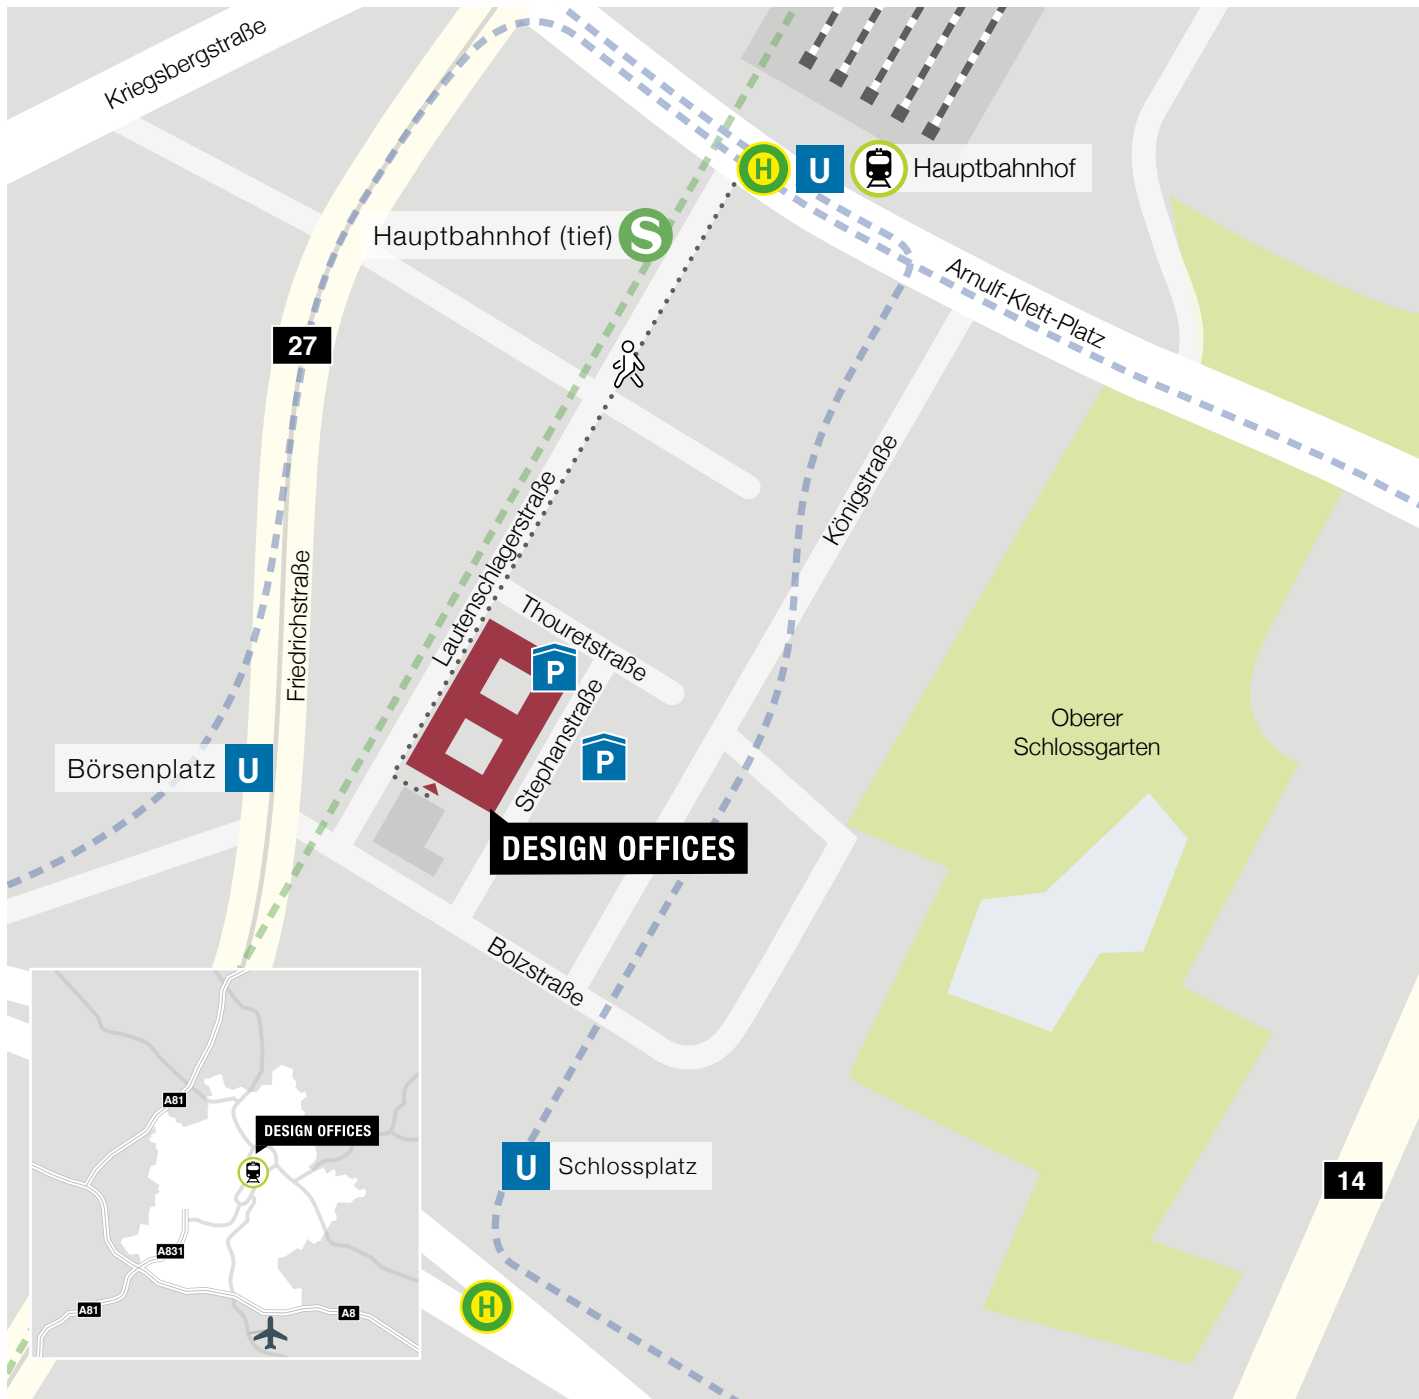 Kriegsbergstraße
H
U
Hauptbahnhof
Hauptbahnhof (tief)
S
Arnulf-Klett-Platz
27
Königstraße
Lautenschlagerstraße
Friedrichstraße
Thouretstraße
P
Stephanstraße
P
Oberer
Schlossgarten
Börsenplatz
U
DESIGN OFFICES
Bolzstraße
A81
DESIGN OFFICES
U
Schlossplatz
14
A831
A81
A8
H